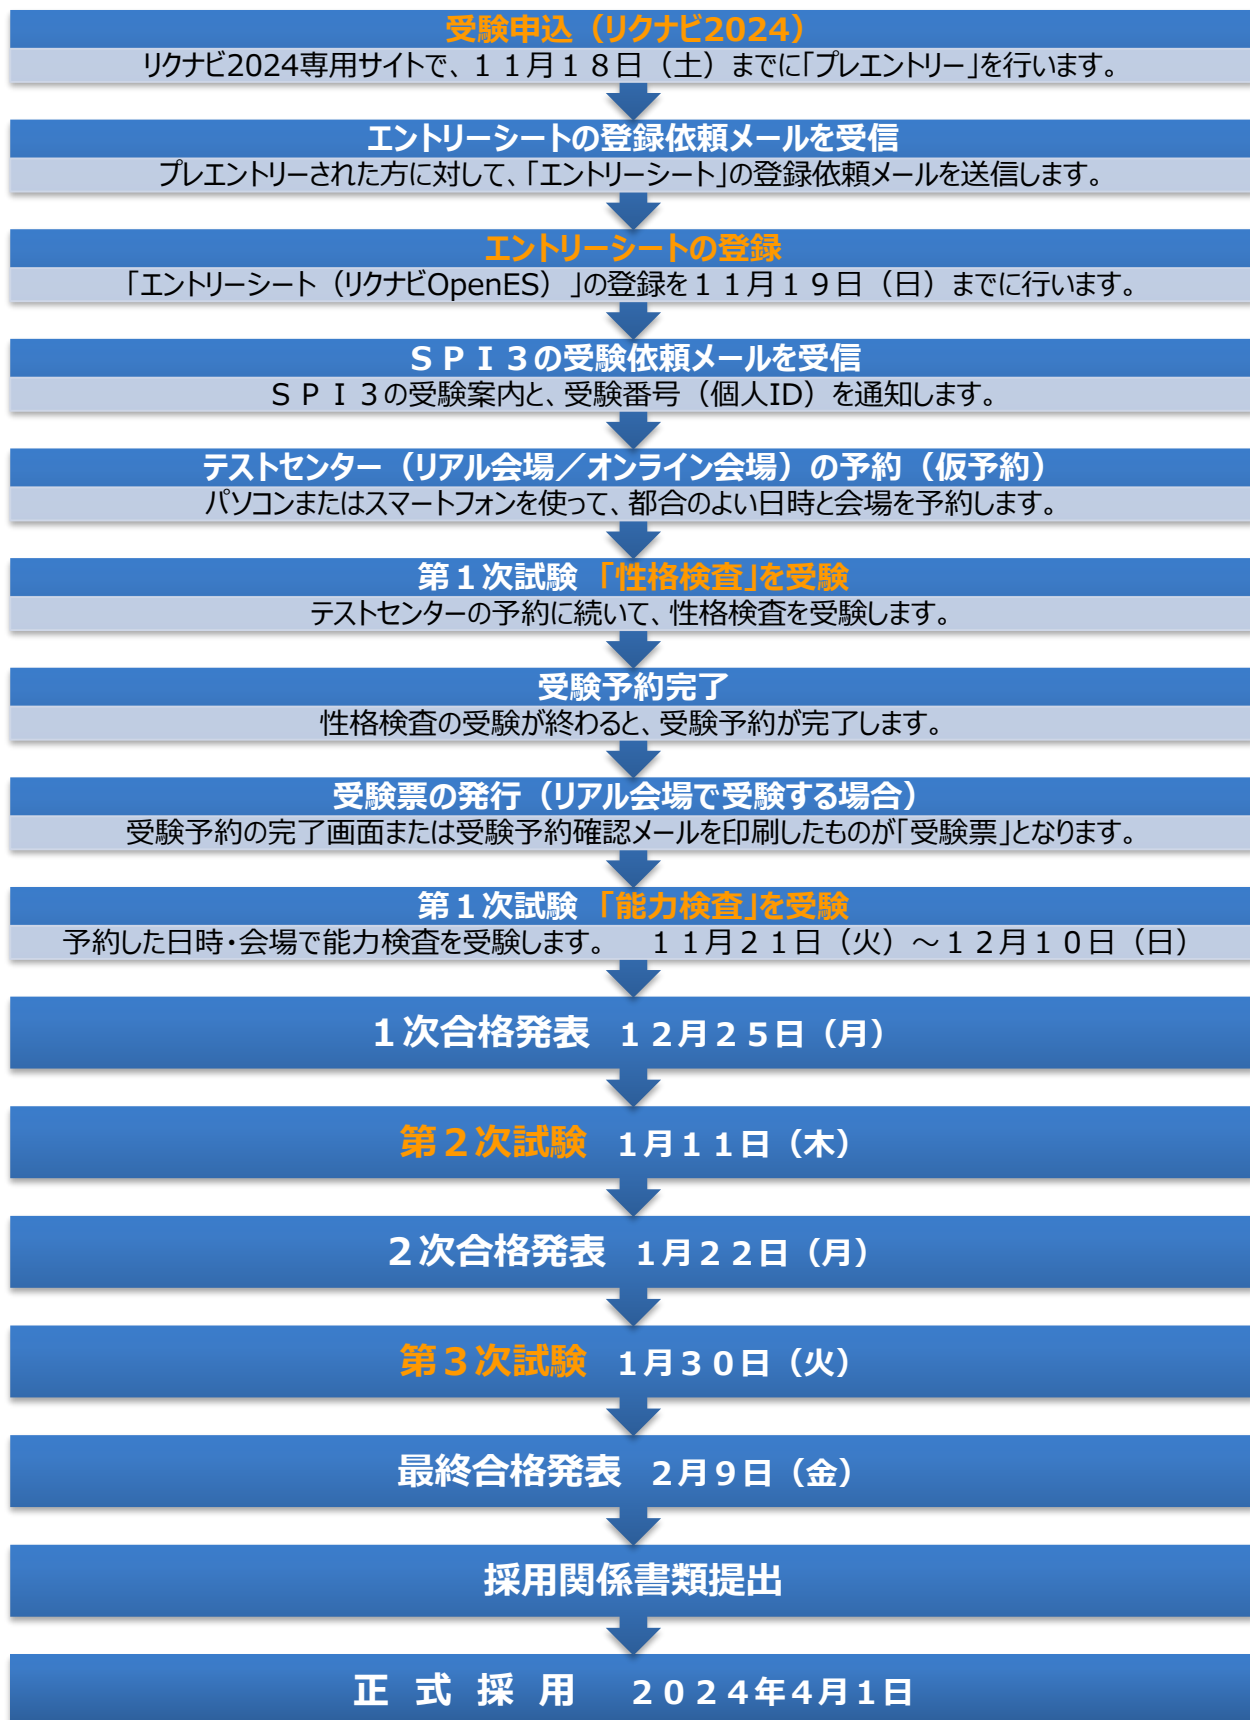 受験申込（リクナビ2024）
リクナビ2024専用サイトで、１１月１８日（土）までに「プレエントリー」を行います。
エントリーシートの登録依頼メールを受信
プレエントリーされた方に対して、「エントリーシート」の登録依頼メールを送信します。
エントリーシートの登録
「エントリーシート（リクナビOpenES）」の登録を１１月１９日（日）までに行います。
ＳＰＩ３の受験依頼メールを受信
ＳＰＩ３の受験案内と、受験番号（個人ID）を通知します。
テストセンター（リアル会場／オンライン会場）の予約（仮予約）
パソコンまたはスマートフォンを使って、都合のよい日時と会場を予約します。
第１次試験「性格検査」を受験
テストセンターの予約に続いて、性格検査を受験します。
受験予約完了
性格検査の受験が終わると、受験予約が完了します。
受験票の発行（リアル会場で受験する場合）
受験予約の完了画面または受験予約確認メールを印刷したものが「受験票」となります。
第１次試験「能力検査」を受験
予約した日時・会場で能力検査を受験します。　１１月２１日（火）～１２月１０日（日）
１次合格発表　１２月２５日（月）
第２次試験　１月１１日（木）
２次合格発表　１月２２日（月）
第３次試験　１月３０日（火）
最終合格発表　２月９日（金）
採用関係書類提出
正　式　採　用　　２０２４年４月１日